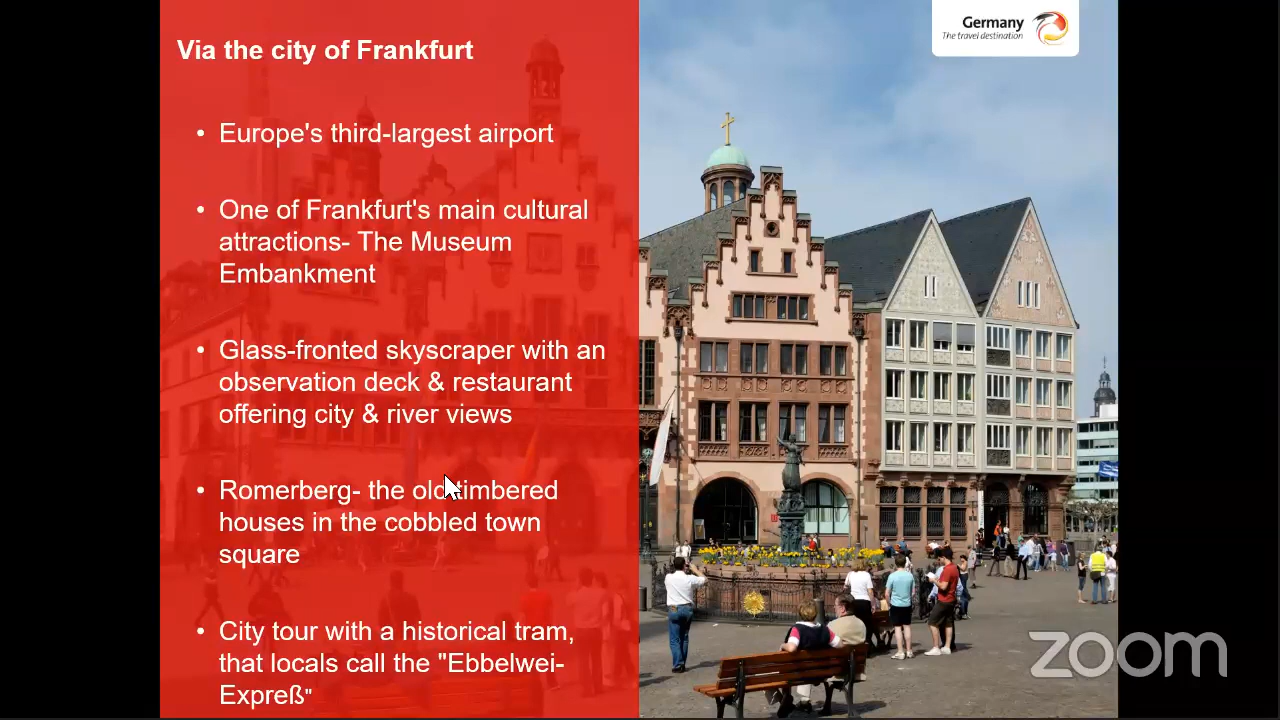 Via the city of Frankfurt
• Europe's third-largest airport
• One of Frankfurt's main cultural
attractions- The Museum
Embankment
• Glass-fronted skyscraper with an
observation deck & restaurant
offering city & river views
• Romerberg- the old timbered
houses in the cobbled town
square
• City tour with a historical tram,
that locals call the "Ebbelwei-
Expreß"
Germany
The travel destination
zoom